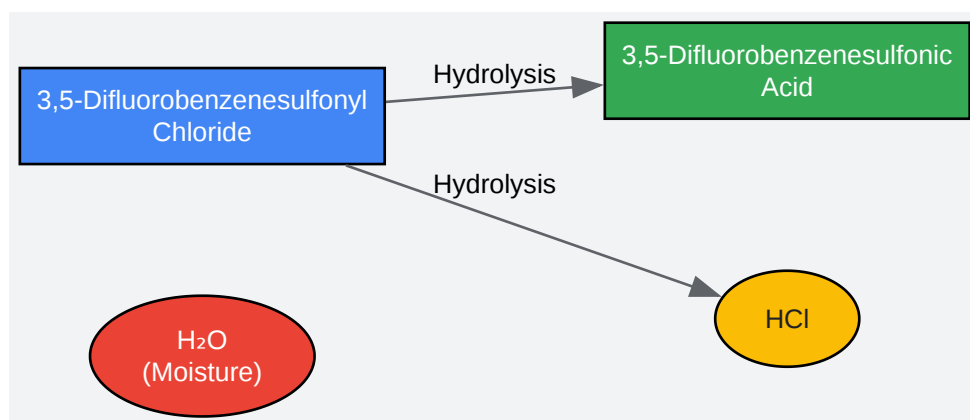 3,5-Difluorobenzenesulfonyl
Chloride
Hydrolysis
3,5-Difluorobenzenesulfonic
Acid
Hydrolysis
H₂O
(Moisture)
HCl